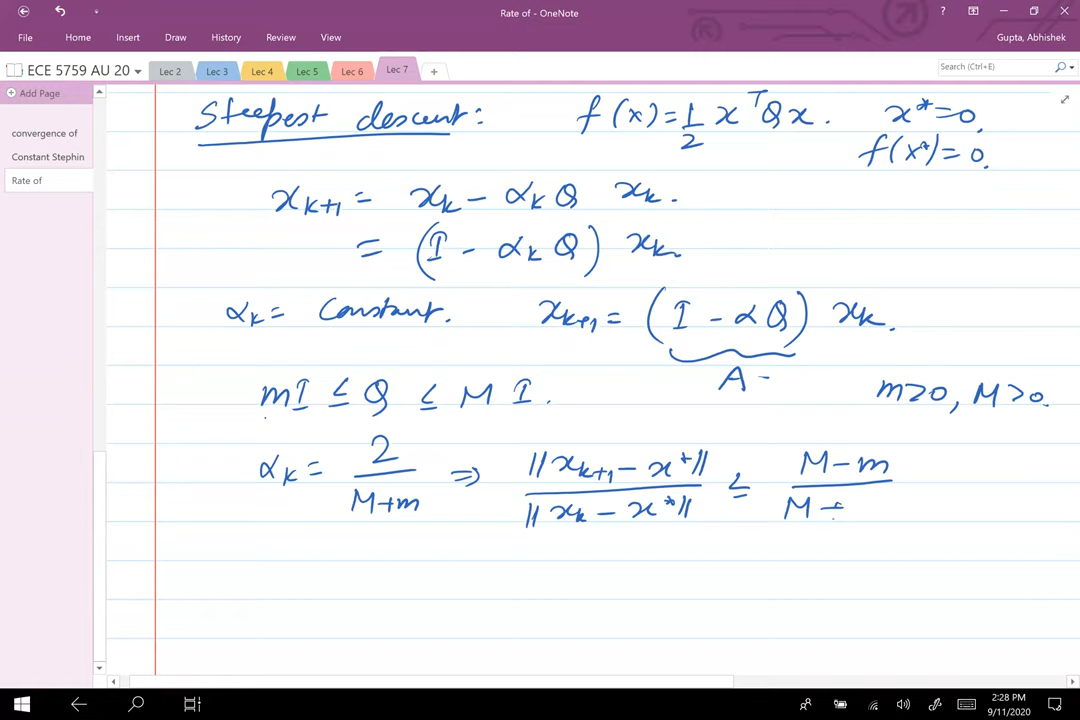 Rate of - OneNote
Gupta, Abhishek
File Home Insert Draw History Review View
ECE 5759 AU 20 Lec 2 Lec 3 Lec 4 Lec 5 Lec 6 Lec 7 +
Search (Ctrl+E)
Add Page
convergence of
Constant Stephin
Rate of
Steepest descent: f(x) = 1/2 x^T Q x. x* = 0.
f(x*) = 0.
x_{k+1} = x_k - α_k Q x_k.
= (I - α_k Q) x_k
α_k = Constant. x_{k+1} = (I - αQ) x_k.
A -
mI ≤ Q ≤ M I. m>0, M>0.
α_k = 2/(M+m) ⇒ ||x_{k+1} - x*|| / ||x_k - x*|| ≤ (M-m)/(M+
2:28 PM
9/11/2020